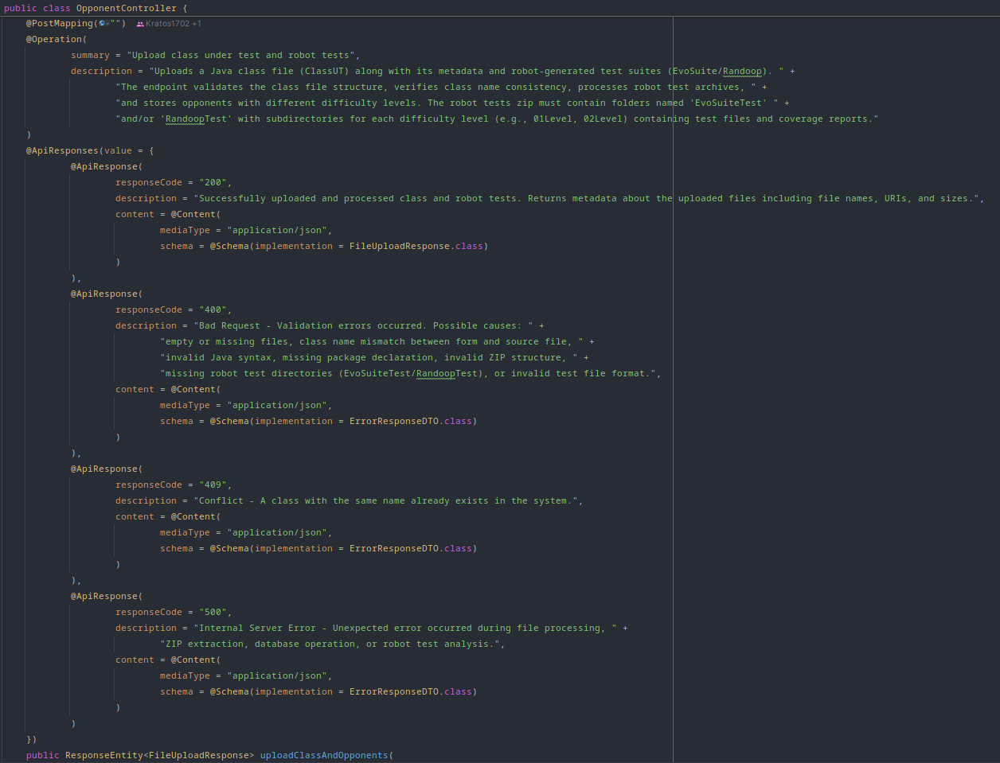 public class OpponentController {
    @PostMapping("")  Kratos1702 +1
    @Operation(
            summary = "Upload class under test and robot tests",
            description = "Uploads a Java class file (ClassUT) along with its metadata and robot-generated test suites (EvoSuite/Randoop). " +
                    "The endpoint validates the class file structure, verifies class name consistency, processes robot test archives, " +
                    "and stores opponents with different difficulty levels. The robot tests zip must contain folders named 'EvoSuiteTest' " +
                    "and/or 'RandoopTest' with subdirectories for each difficulty level (e.g., 01Level, 02Level) containing test files and coverage reports."
    )
    @ApiResponses(value = {
            @ApiResponse(
                    responseCode = "200",
                    description = "Successfully uploaded and processed class and robot tests. Returns metadata about the uploaded files including file names, URIs, and sizes.",
                    content = @Content(
                            mediaType = "application/json",
                            schema = @Schema(implementation = FileUploadResponse.class)
                    )
            ),
            @ApiResponse(
                    responseCode = "400",
                    description = "Bad Request - Validation errors occurred. Possible causes: " +
                            "empty or missing files, class name mismatch between form and source file, " +
                            "invalid Java syntax, missing package declaration, invalid ZIP structure, " +
                            "missing robot test directories (EvoSuiteTest/RandoopTest), or invalid test file format.",
                    content = @Content(
                            mediaType = "application/json",
                            schema = @Schema(implementation = ErrorResponseDTO.class)
                    )
            ),
            @ApiResponse(
                    responseCode = "409",
                    description = "Conflict - A class with the same name already exists in the system.",
                    content = @Content(
                            mediaType = "application/json",
                            schema = @Schema(implementation = ErrorResponseDTO.class)
                    )
            ),
            @ApiResponse(
                    responseCode = "500",
                    description = "Internal Server Error - Unexpected error occurred during file processing, " +
                            "ZIP extraction, database operation, or robot test analysis.",
                    content = @Content(
                            mediaType = "application/json",
                            schema = @Schema(implementation = ErrorResponseDTO.class)
                    )
            )
    })
    public ResponseEntity<FileUploadResponse> uploadClassAndOpponents(